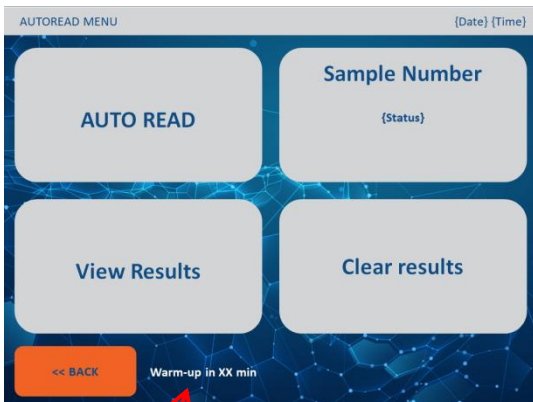 AUTOREAD MENU {Date} {Time}
AUTO READ
Sample Number
{Status}
View Results
Clear results
<< BACK
Warm-up in XX min